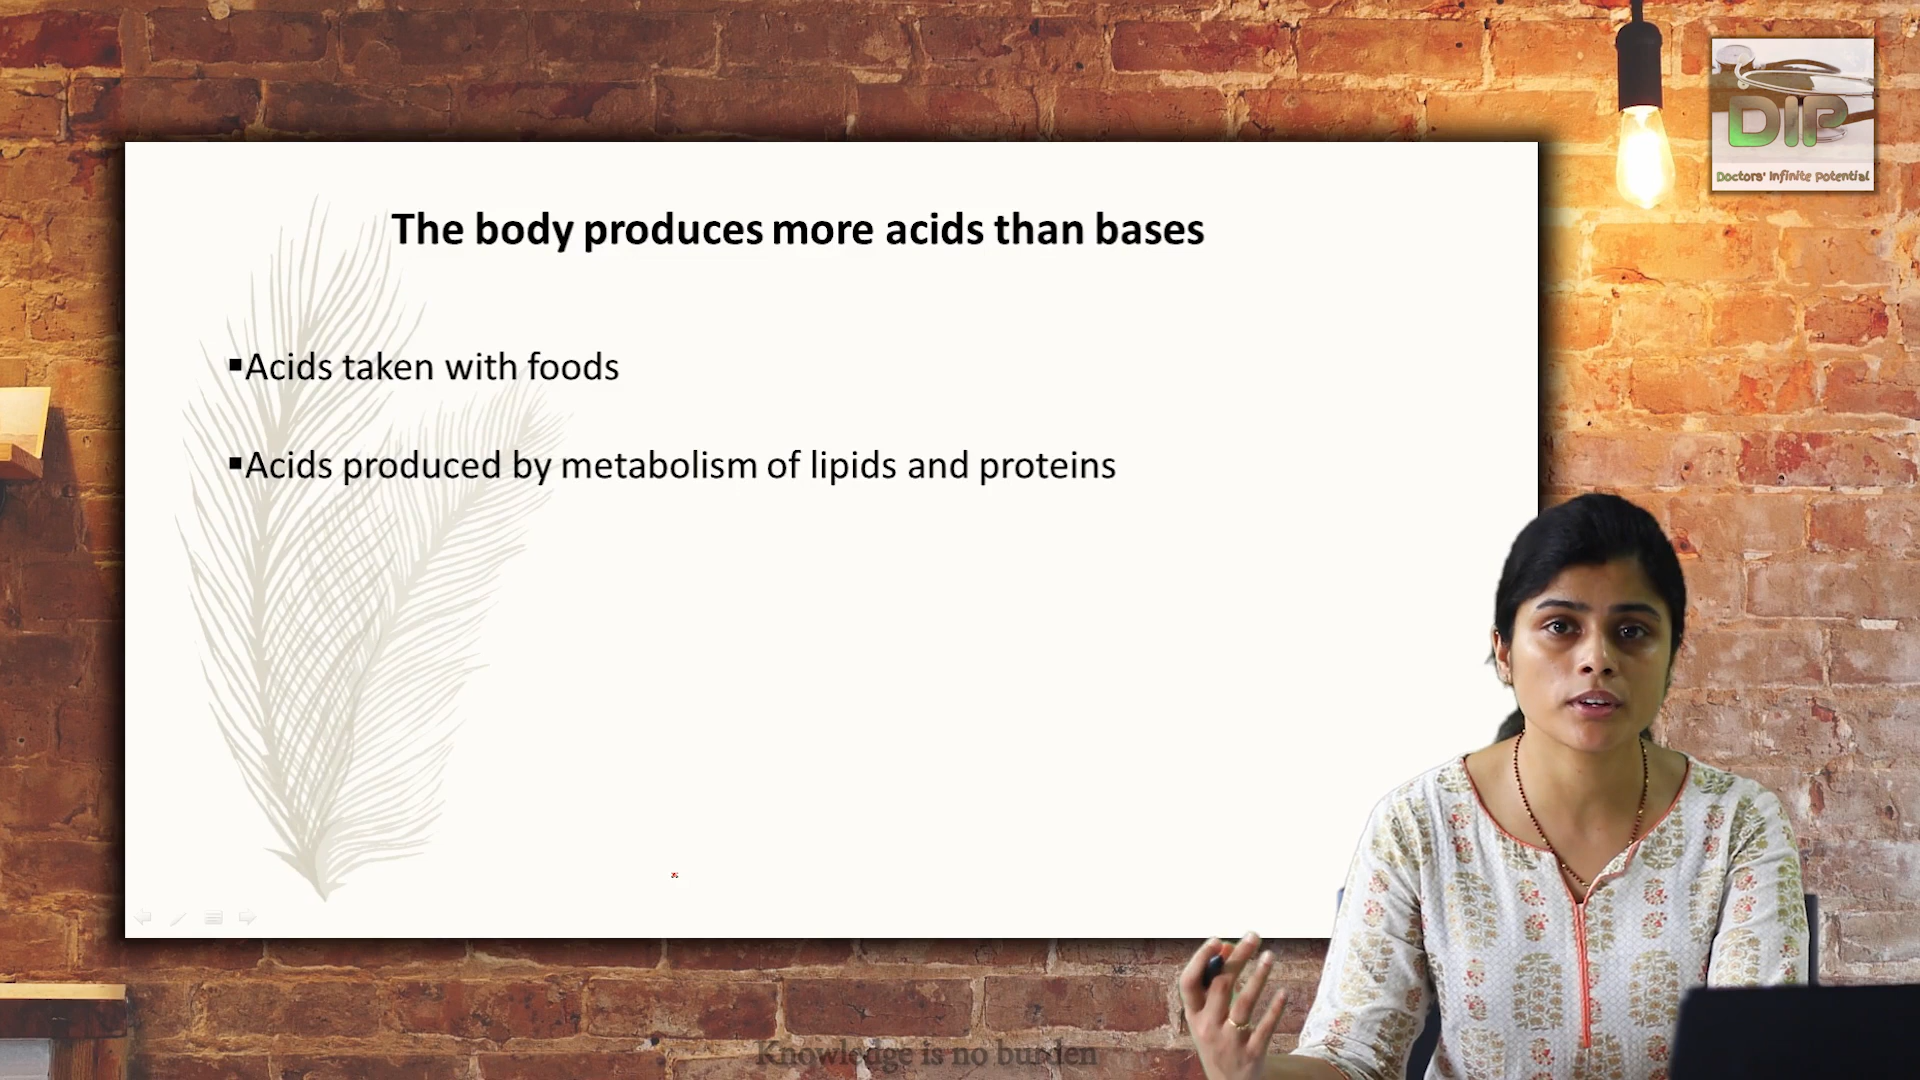 DIP
Doctors' Infinite Potential
The body produces more acids than bases
▪Acids taken with foods
▪Acids produced by metabolism of lipids and proteins
Knowledge is no burden